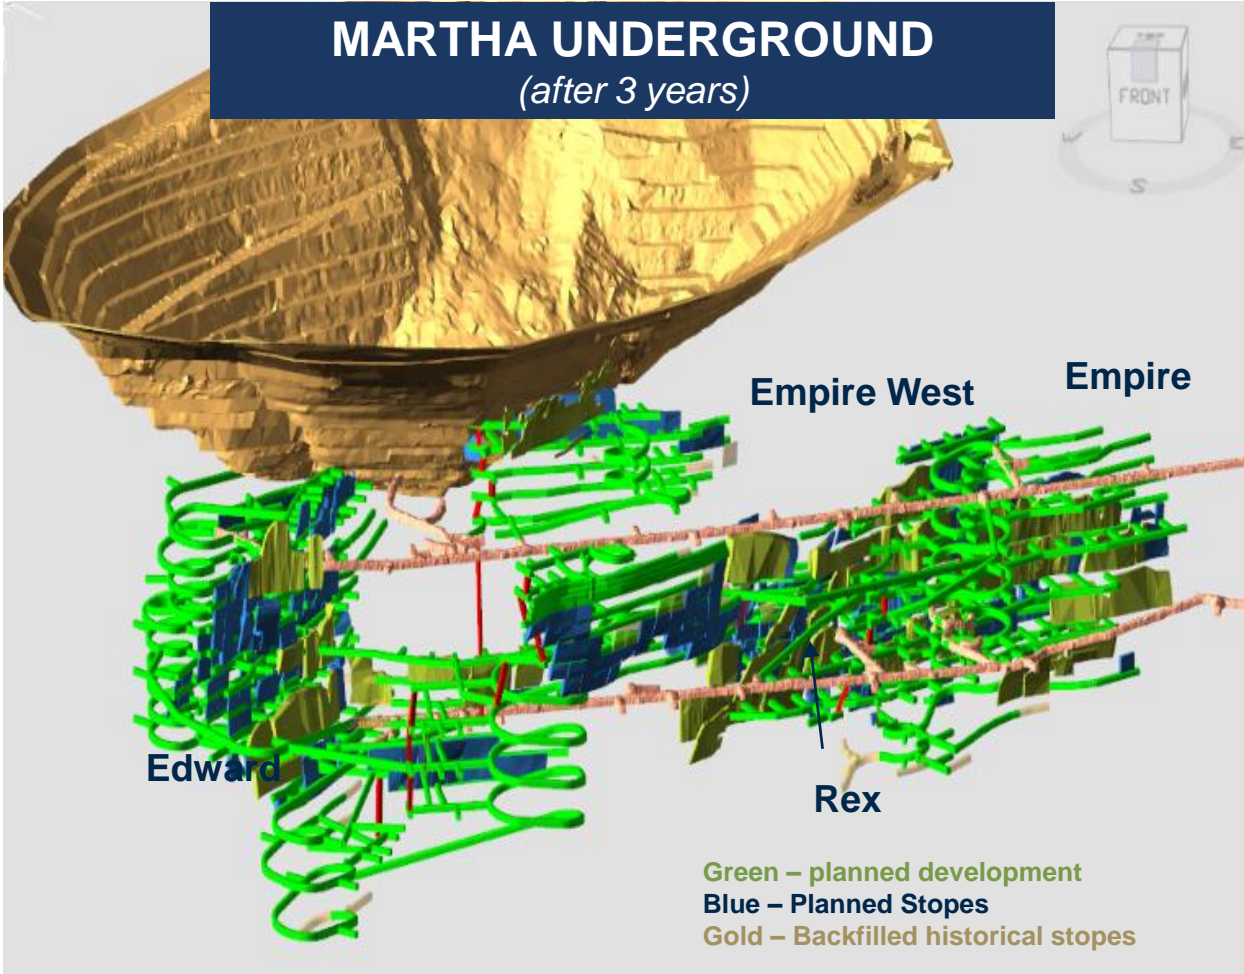 MARTHA UNDERGROUND
(after 3 years)
TOP
FRONT
W
E
S
Empire West
Empire
Edward
Rex
Green – planned development
Blue – Planned Stopes
Gold – Backfilled historical stopes